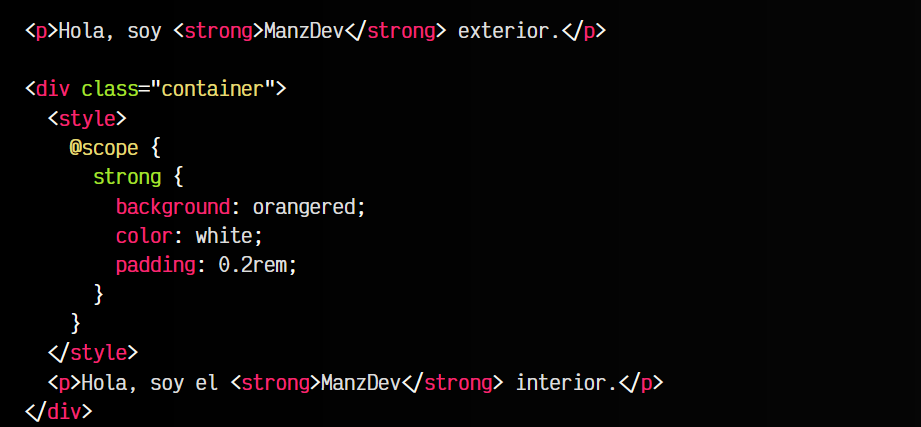 <p>Hola, soy <strong>ManzDev</strong> exterior.</p>

<div class="container">
  <style>
    @scope {
      strong {
        background: orangered;
        color: white;
        padding: 0.2rem;
      }
    }
  </style>
  <p>Hola, soy el <strong>ManzDev</strong> interior.</p>
</div>